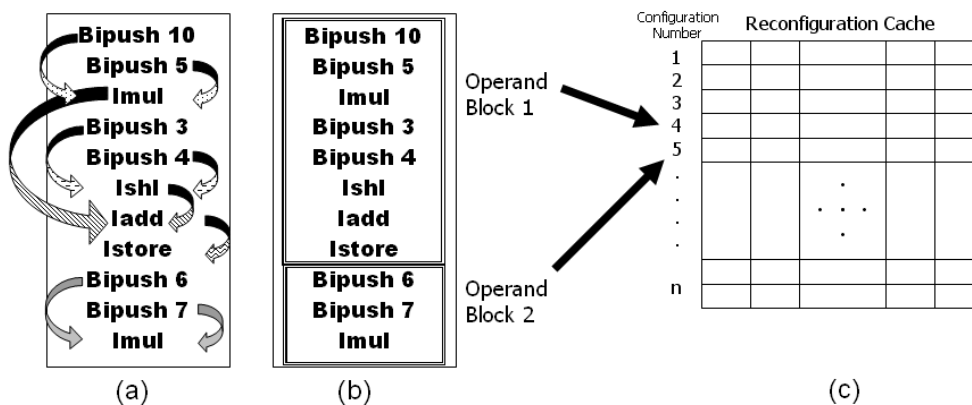 Bipush 10
Bipush 5
Imul
Bipush 3
Bipush 4
Ishl
Iadd
Istore
Bipush 6
Bipush 7
Imul
(a)
Bipush 10
Bipush 5
Imul
Bipush 3
Bipush 4
Ishl
Iadd
Istore
Bipush 6
Bipush 7
Imul
(b)
Operand
Block 1
Operand
Block 2
Configuration
Number
Reconfiguration Cache
1
2
3
4
5
n
(c)